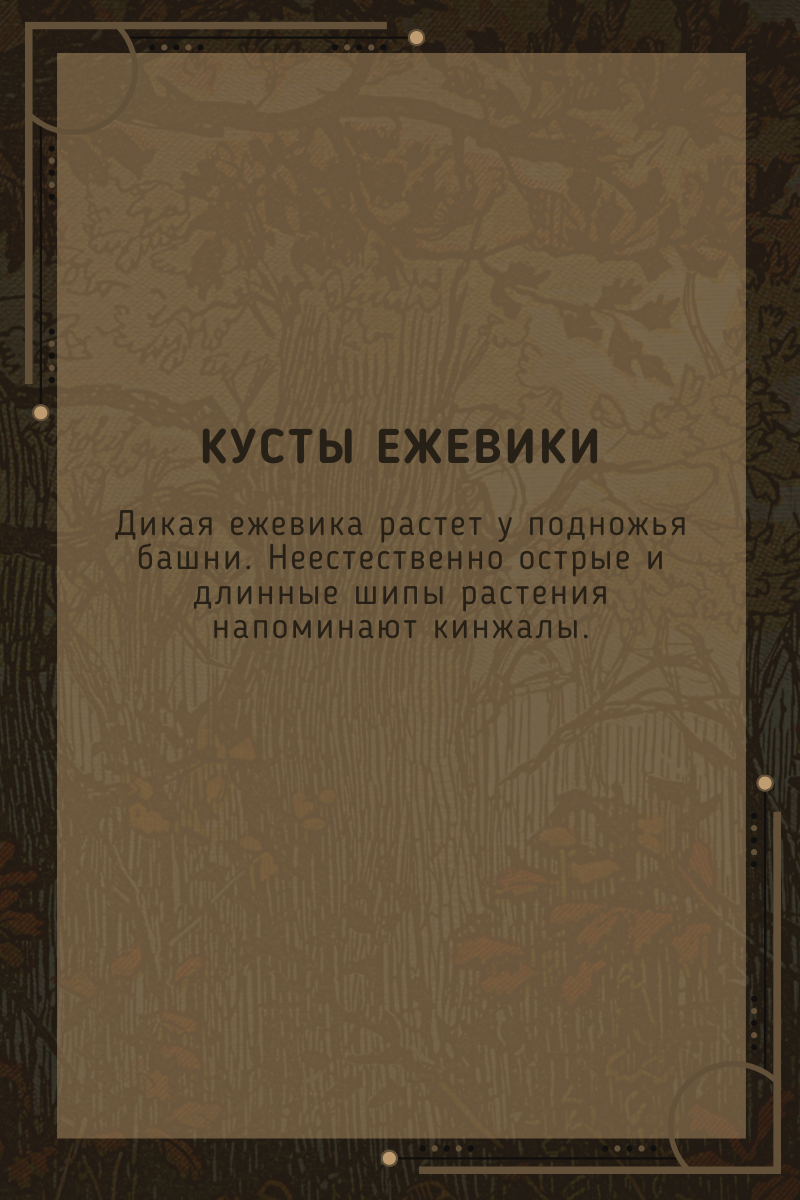 КУСТЫ ЕЖЕВИКИ
Дикая ежевика растет у подножья
башни. Неестественно острые и
длинные шипы растения
напоминают кинжалы.